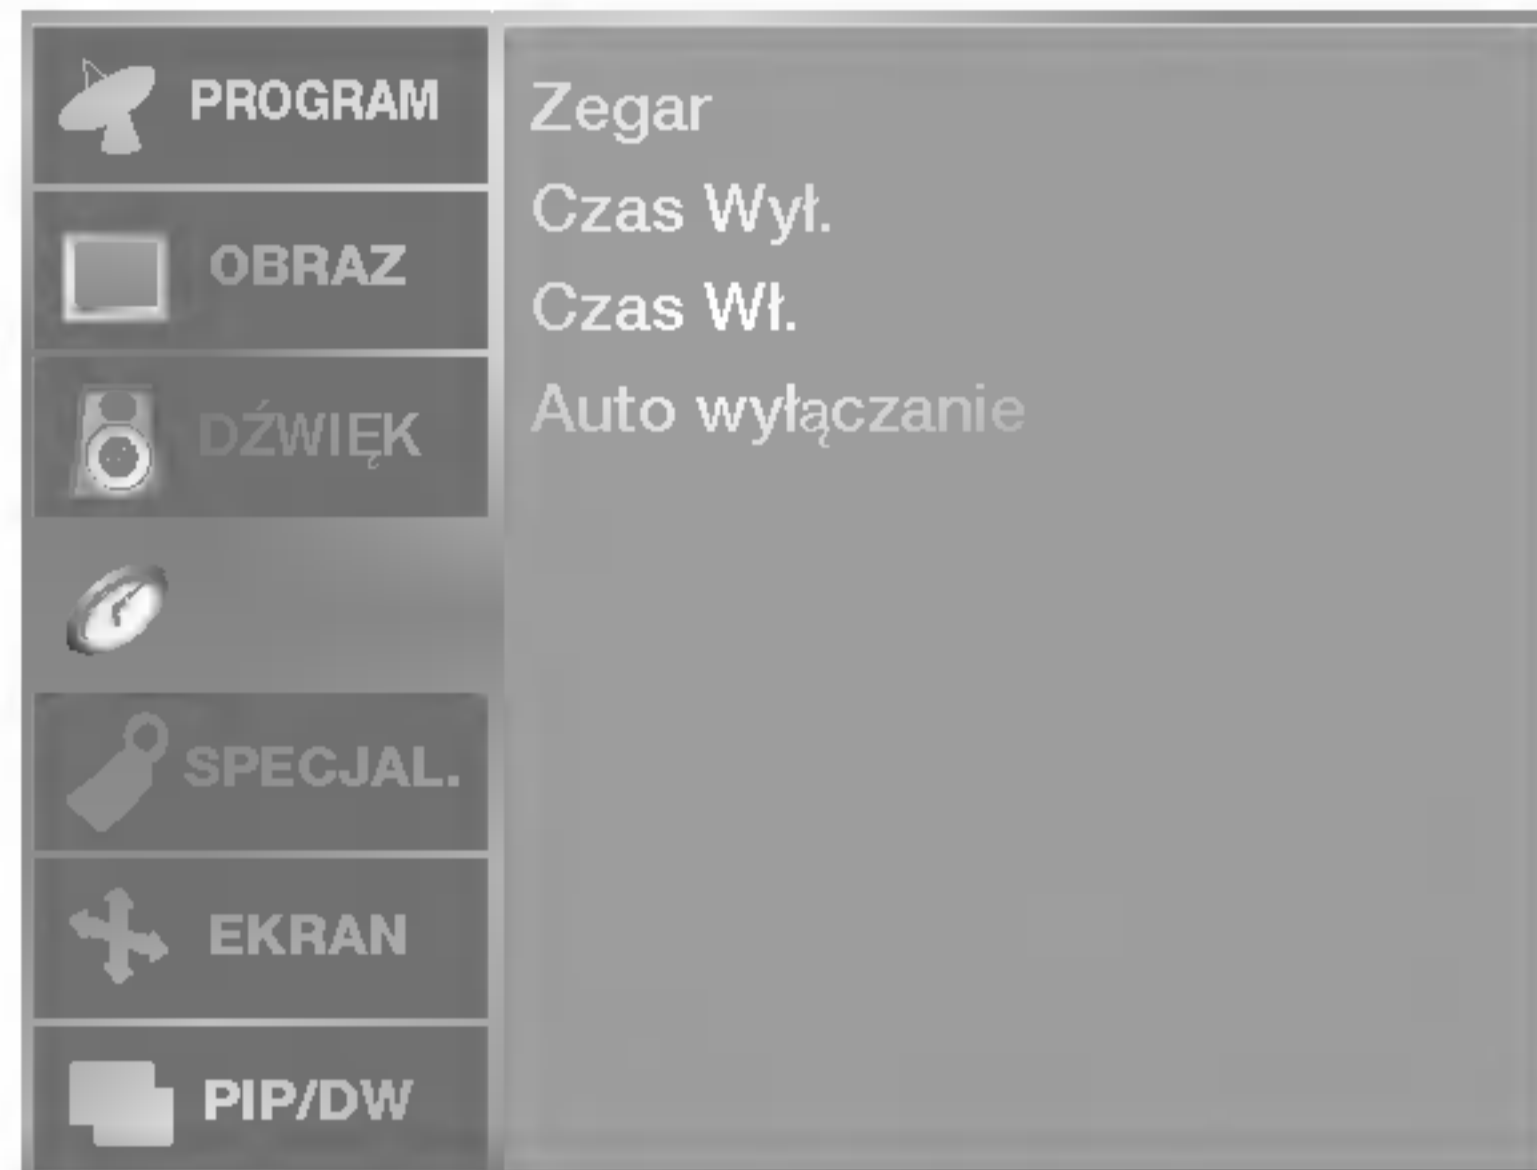 PROGRAM
OBRAZ
DŹWIĘK
SPECJAL.
EKRAN
PIP/DW
Zegar
Czas Wył.
Czas Wł.
Auto wyłączanie